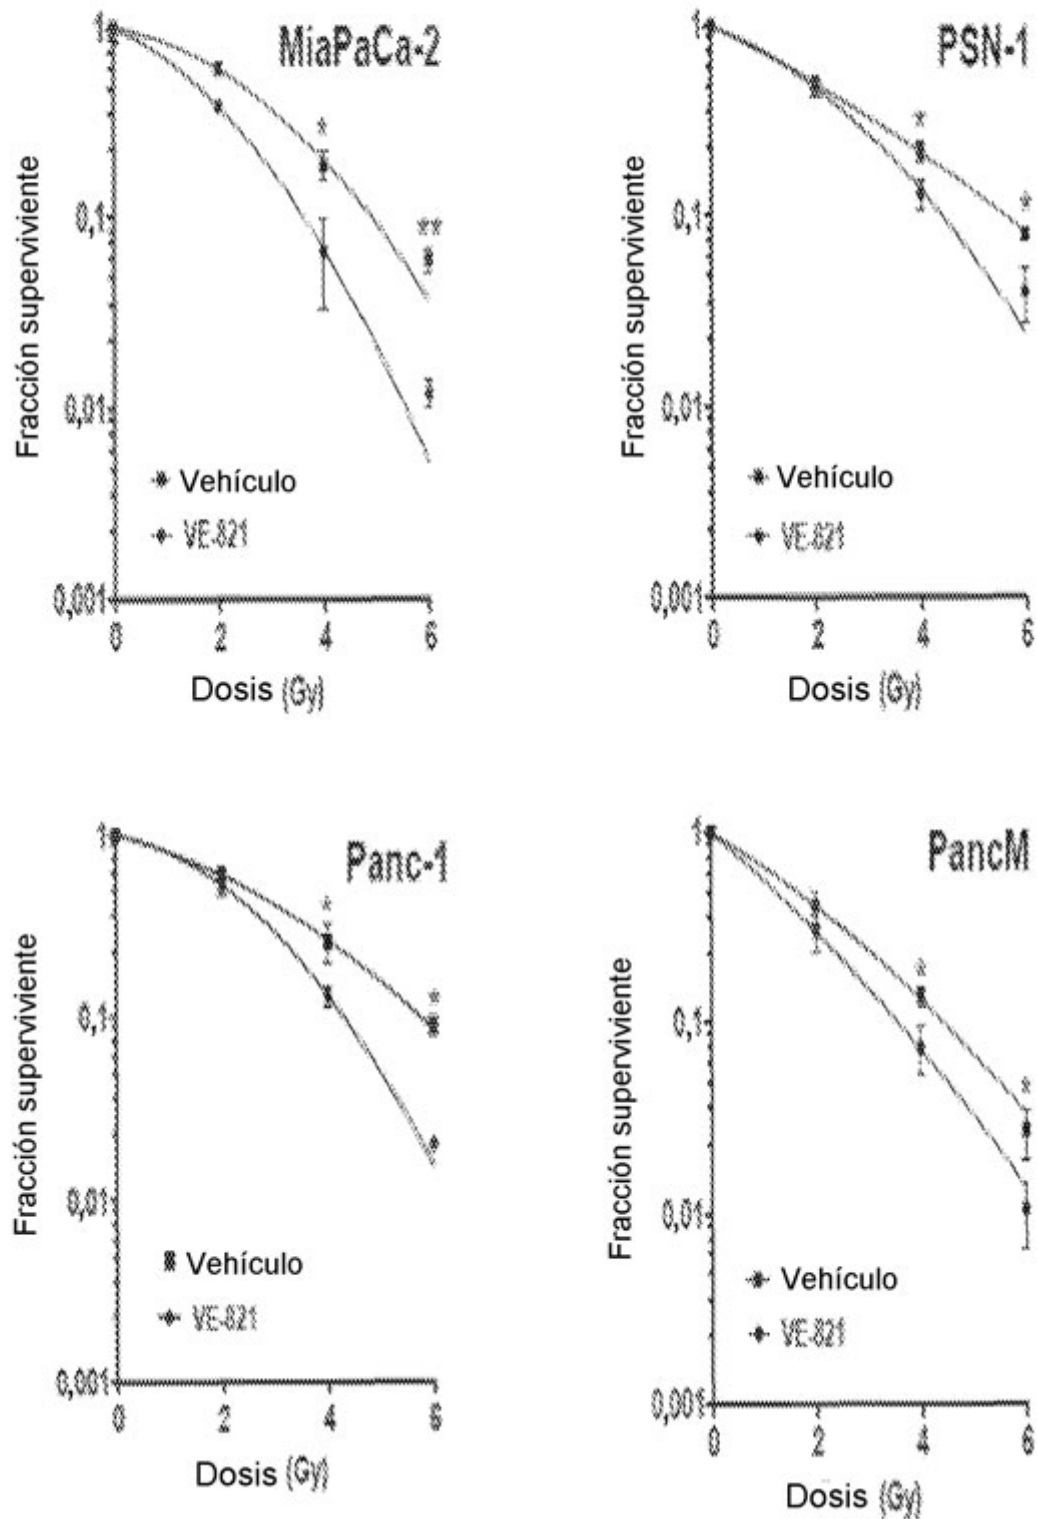 MiaPaCa-2
Fracción superviviente
1
0,1
0,01
0,001
*
**
Vehículo
VE-821
0 2 4 6
Dosis (Gy)
PSN-1
Fracción superviviente
1
0,1
0,01
0,001
*
*
Vehículo
VE-821
0 2 4 6
Dosis (Gy)
Panc-1
Fracción superviviente
1
0,1
0,01
0,001
*
*
Vehículo
VE-821
0 2 4 6
Dosis (Gy)
PancM
Fracción superviviente
1
0,1
0,01
0,001
*
*
Vehículo
VE-821
0 2 4 6
Dosis (Gy)